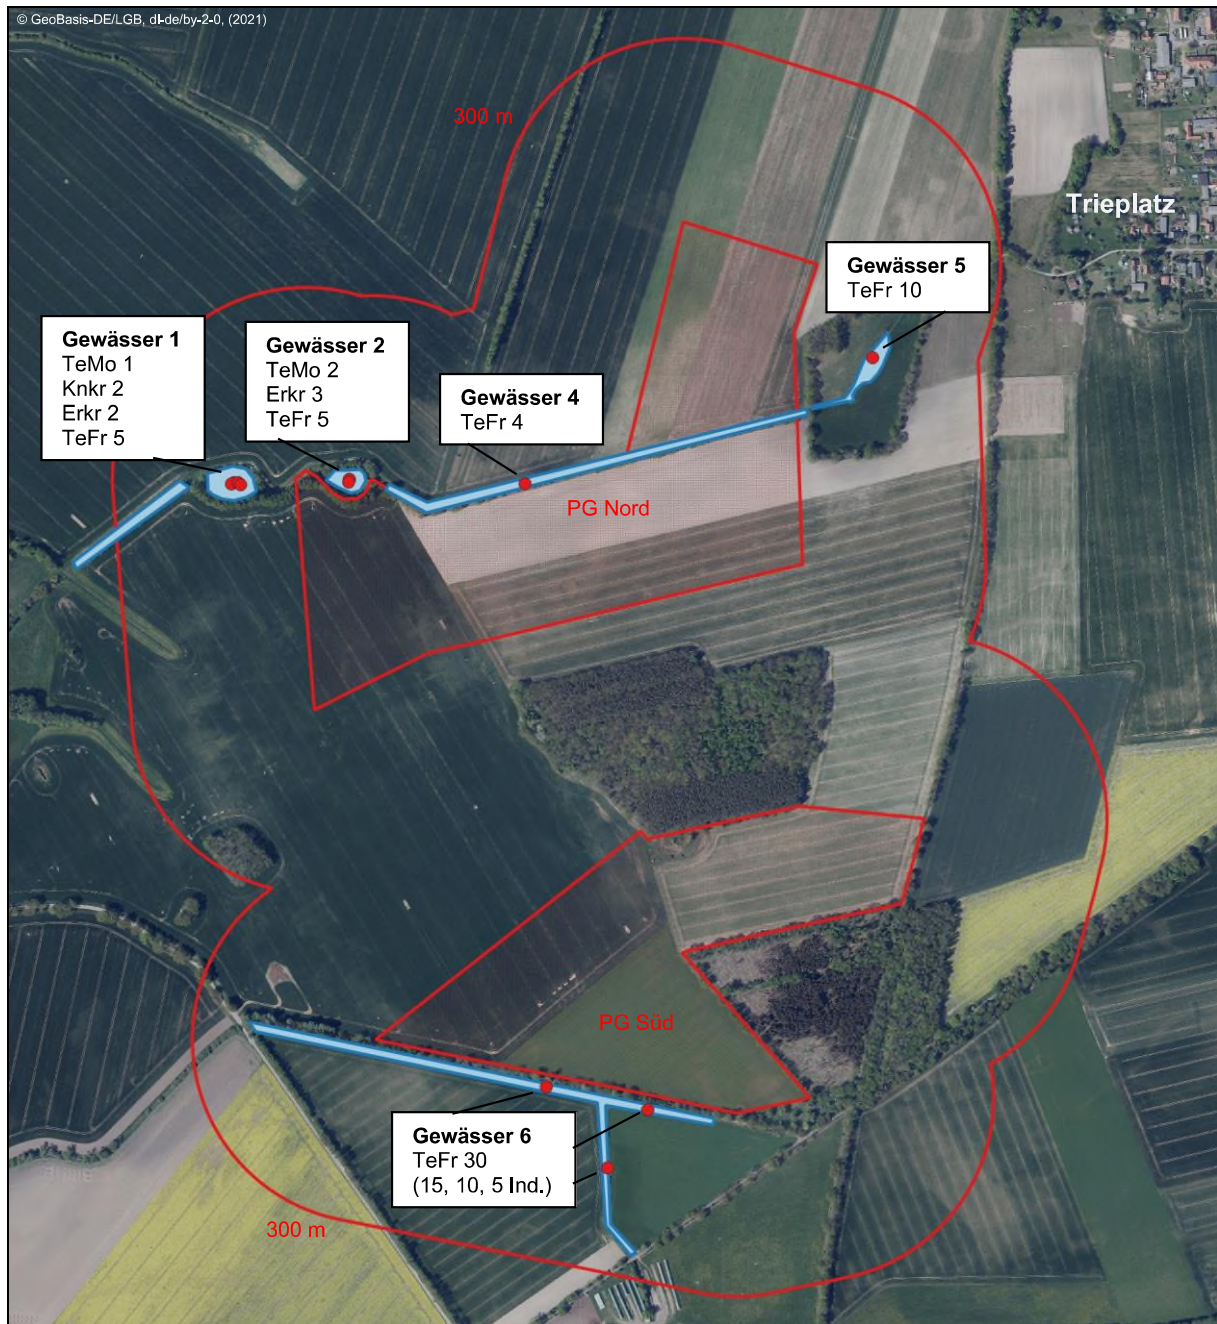 © GeoBasis-DE/LGB, dl-de/by-2-0, (2021)
300 m
Trieplatz
Gewässer 5
TeFr 10
Gewässer 1
TeMo 1
Knkr 2
Erkr 2
TeFr 5
Gewässer 2
TeMo 2
Erkr 3
TeFr 5
Gewässer 4
TeFr 4
PG Nord
PG Süd
Gewässer 6
TeFr 30
(15, 10, 5 Ind.)
300 m